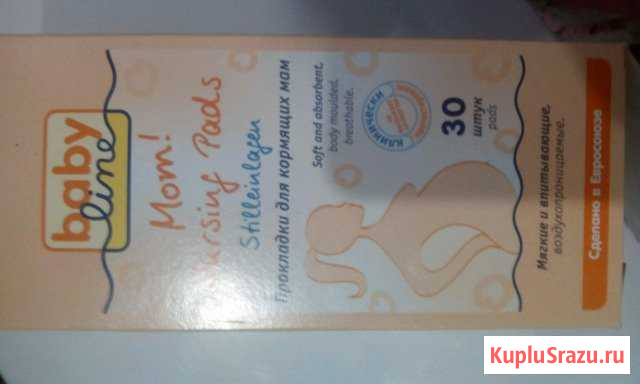 baby
line
Mom!
Nursing Pads
Stilleinlagen
Прокладки для кормящих мам
Soft and absorbent,
body moulded,
breathable.
КЛИНИЧЕСКИ
30
штук
pads
Мягкие и впитывающие,
воздухопроницаемые.
Сделано в Евросоюзе
KupluSrazu.ru